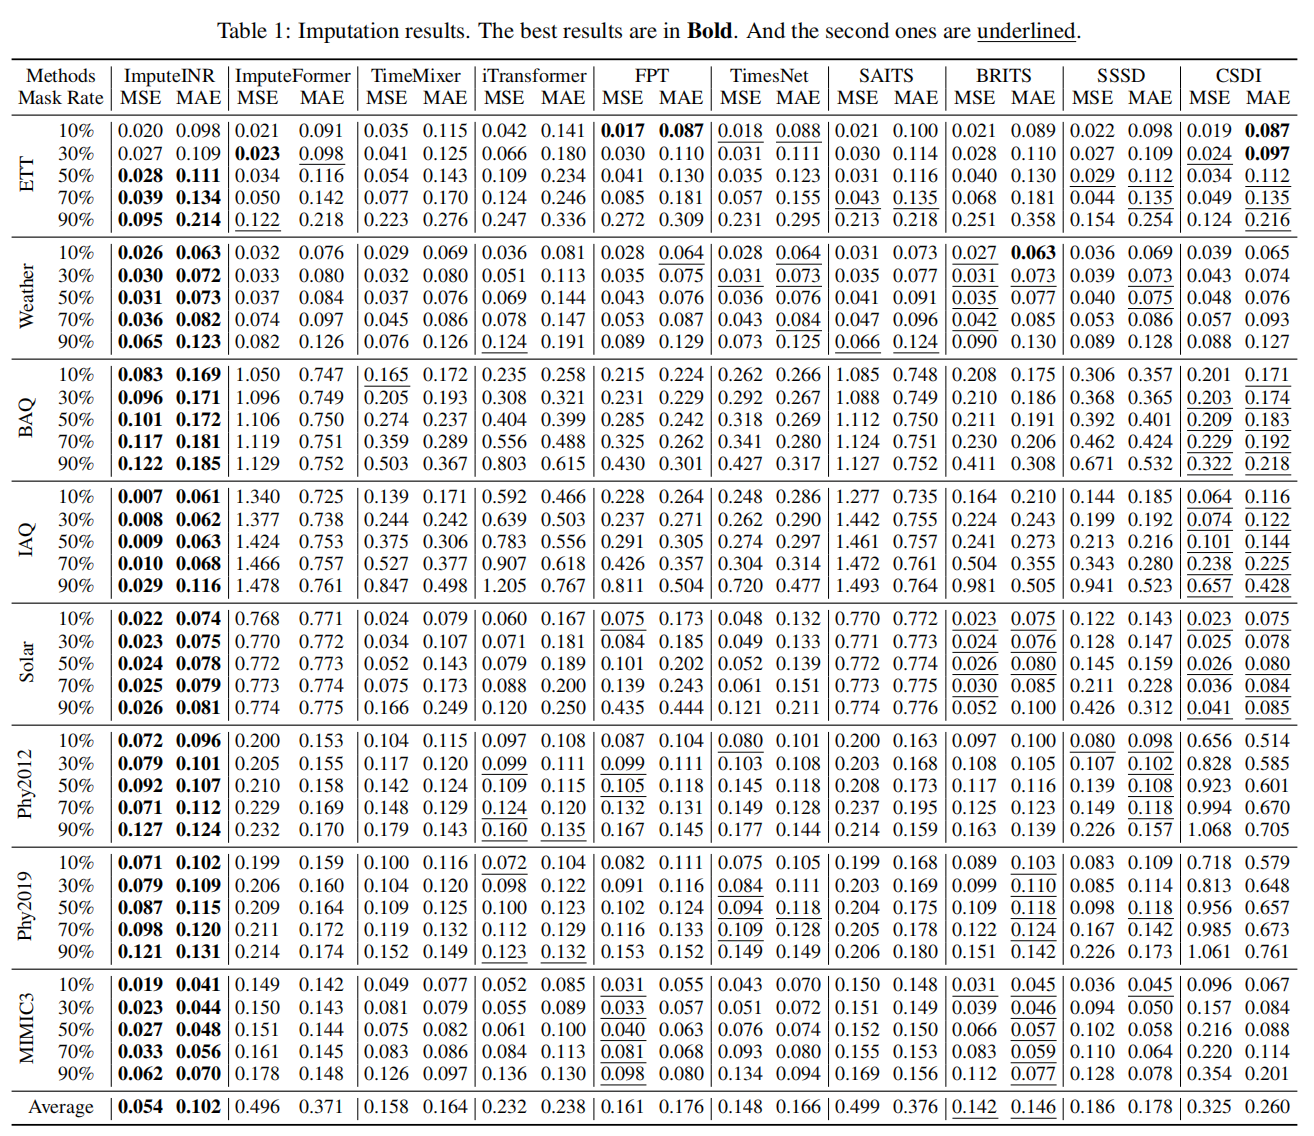 Table 1: Imputation results. The best results are in Bold. And the second ones are underlined.
Methods ImputeINR ImputeFormer TimeMixer iTransformer FPT TimesNet SAITS BRITS SSSD CSDI
Mask Rate MSE MAE MSE MAE MSE MAE MSE MAE MSE MAE MSE MAE MSE MAE MSE MAE MSE MAE MSE MAE
ETT
10% 0.020 0.098 0.021 0.091 0.035 0.115 0.042 0.141 0.017 0.087 0.018 0.088 0.021 0.100 0.021 0.089 0.022 0.098 0.019 0.087
30% 0.027 0.109 0.023 0.098 0.041 0.125 0.066 0.180 0.030 0.110 0.031 0.111 0.030 0.114 0.028 0.110 0.027 0.109 0.024 0.097
50% 0.028 0.111 0.034 0.116 0.054 0.143 0.109 0.234 0.041 0.130 0.035 0.123 0.031 0.116 0.040 0.130 0.029 0.112 0.034 0.112
70% 0.039 0.134 0.050 0.142 0.077 0.170 0.124 0.246 0.085 0.181 0.057 0.155 0.043 0.135 0.068 0.181 0.044 0.135 0.049 0.135
90% 0.095 0.214 0.122 0.218 0.223 0.276 0.247 0.336 0.272 0.309 0.231 0.295 0.213 0.218 0.251 0.358 0.154 0.254 0.124 0.216
Weather
10% 0.026 0.063 0.032 0.076 0.029 0.069 0.036 0.081 0.028 0.064 0.028 0.064 0.031 0.073 0.027 0.063 0.036 0.069 0.039 0.065
30% 0.030 0.072 0.033 0.080 0.032 0.080 0.051 0.113 0.035 0.075 0.031 0.073 0.035 0.077 0.031 0.073 0.039 0.073 0.043 0.074
50% 0.031 0.073 0.037 0.084 0.037 0.076 0.069 0.144 0.043 0.076 0.036 0.076 0.041 0.091 0.035 0.077 0.040 0.075 0.048 0.076
70% 0.036 0.082 0.074 0.097 0.045 0.086 0.078 0.147 0.053 0.087 0.043 0.084 0.047 0.096 0.042 0.085 0.053 0.086 0.057 0.093
90% 0.065 0.123 0.082 0.126 0.076 0.126 0.124 0.191 0.089 0.129 0.073 0.125 0.066 0.124 0.090 0.130 0.089 0.128 0.088 0.127
BAQ
10% 0.083 0.169 1.050 0.747 0.165 0.172 0.235 0.258 0.215 0.224 0.262 0.266 1.085 0.748 0.208 0.175 0.306 0.357 0.201 0.171
30% 0.096 0.171 1.096 0.749 0.205 0.193 0.308 0.321 0.231 0.229 0.292 0.267 1.088 0.749 0.210 0.186 0.368 0.365 0.203 0.174
50% 0.101 0.172 1.106 0.750 0.274 0.237 0.404 0.399 0.285 0.242 0.318 0.269 1.112 0.750 0.211 0.191 0.392 0.401 0.209 0.183
70% 0.117 0.181 1.119 0.751 0.359 0.289 0.556 0.488 0.325 0.262 0.341 0.280 1.124 0.751 0.230 0.206 0.462 0.424 0.229 0.192
90% 0.122 0.185 1.129 0.752 0.503 0.367 0.803 0.615 0.430 0.301 0.427 0.317 1.127 0.752 0.411 0.308 0.671 0.532 0.322 0.218
IAQ
10% 0.007 0.061 1.340 0.725 0.139 0.171 0.592 0.466 0.228 0.264 0.248 0.286 1.277 0.735 0.164 0.210 0.144 0.185 0.064 0.116
30% 0.008 0.062 1.377 0.738 0.244 0.242 0.639 0.503 0.237 0.271 0.262 0.290 1.442 0.755 0.224 0.243 0.199 0.192 0.074 0.122
50% 0.009 0.063 1.424 0.753 0.375 0.306 0.783 0.556 0.291 0.305 0.274 0.297 1.461 0.757 0.241 0.273 0.213 0.216 0.101 0.144
70% 0.010 0.068 1.466 0.757 0.527 0.377 0.907 0.618 0.426 0.357 0.304 0.314 1.472 0.761 0.504 0.355 0.343 0.280 0.238 0.225
90% 0.029 0.116 1.478 0.761 0.847 0.498 1.205 0.767 0.811 0.504 0.720 0.477 1.493 0.764 0.981 0.505 0.941 0.523 0.657 0.428
Solar
10% 0.022 0.074 0.768 0.771 0.024 0.079 0.060 0.167 0.075 0.173 0.048 0.132 0.770 0.772 0.023 0.075 0.122 0.143 0.023 0.075
30% 0.023 0.075 0.770 0.772 0.034 0.107 0.071 0.181 0.084 0.185 0.049 0.133 0.771 0.773 0.024 0.076 0.128 0.147 0.025 0.078
50% 0.024 0.078 0.772 0.773 0.052 0.143 0.079 0.189 0.101 0.202 0.052 0.139 0.772 0.774 0.026 0.080 0.145 0.159 0.026 0.080
70% 0.025 0.079 0.773 0.774 0.075 0.173 0.088 0.200 0.139 0.243 0.061 0.151 0.773 0.775 0.030 0.085 0.211 0.228 0.036 0.084
90% 0.026 0.081 0.774 0.775 0.166 0.249 0.120 0.250 0.435 0.444 0.121 0.211 0.774 0.776 0.052 0.100 0.426 0.312 0.041 0.085
Phy2012
10% 0.072 0.096 0.200 0.153 0.104 0.115 0.097 0.108 0.087 0.104 0.080 0.101 0.200 0.163 0.097 0.100 0.080 0.098 0.656 0.514
30% 0.079 0.101 0.205 0.155 0.117 0.120 0.099 0.111 0.099 0.111 0.103 0.108 0.203 0.168 0.108 0.105 0.107 0.102 0.828 0.585
50% 0.092 0.107 0.210 0.158 0.142 0.124 0.109 0.115 0.105 0.118 0.145 0.118 0.208 0.173 0.117 0.116 0.139 0.108 0.923 0.601
70% 0.071 0.112 0.229 0.169 0.148 0.129 0.124 0.120 0.132 0.131 0.149 0.128 0.237 0.195 0.125 0.123 0.149 0.118 0.994 0.670
90% 0.127 0.124 0.232 0.170 0.179 0.143 0.160 0.135 0.167 0.145 0.177 0.144 0.214 0.159 0.163 0.139 0.226 0.157 1.068 0.705
Phy2019
10% 0.071 0.102 0.199 0.159 0.100 0.116 0.072 0.104 0.082 0.111 0.075 0.105 0.199 0.168 0.089 0.103 0.083 0.109 0.718 0.579
30% 0.079 0.109 0.206 0.160 0.104 0.120 0.098 0.122 0.091 0.116 0.084 0.111 0.203 0.169 0.099 0.110 0.085 0.114 0.813 0.648
50% 0.087 0.115 0.209 0.164 0.109 0.125 0.100 0.123 0.102 0.124 0.094 0.118 0.204 0.175 0.109 0.118 0.098 0.118 0.956 0.657
70% 0.098 0.120 0.211 0.172 0.119 0.132 0.112 0.129 0.116 0.133 0.109 0.128 0.205 0.178 0.122 0.124 0.167 0.142 0.985 0.673
90% 0.121 0.131 0.214 0.174 0.152 0.149 0.123 0.132 0.153 0.152 0.149 0.149 0.206 0.180 0.151 0.142 0.226 0.173 1.061 0.761
MIMIC3
10% 0.019 0.041 0.149 0.142 0.049 0.077 0.052 0.085 0.031 0.055 0.043 0.070 0.150 0.148 0.031 0.045 0.036 0.045 0.096 0.067
30% 0.023 0.044 0.150 0.143 0.081 0.079 0.055 0.089 0.033 0.057 0.051 0.072 0.151 0.149 0.039 0.046 0.094 0.050 0.157 0.084
50% 0.027 0.048 0.151 0.144 0.075 0.082 0.061 0.100 0.040 0.063 0.076 0.074 0.152 0.150 0.066 0.057 0.102 0.058 0.216 0.088
70% 0.033 0.056 0.161 0.145 0.083 0.086 0.084 0.113 0.081 0.068 0.093 0.080 0.155 0.153 0.083 0.059 0.110 0.064 0.220 0.114
90% 0.062 0.070 0.178 0.148 0.126 0.097 0.136 0.130 0.098 0.080 0.134 0.094 0.169 0.156 0.112 0.077 0.128 0.078 0.354 0.201
Average 0.054 0.102 0.496 0.371 0.158 0.164 0.232 0.238 0.161 0.176 0.148 0.166 0.499 0.376 0.142 0.146 0.186 0.178 0.325 0.260